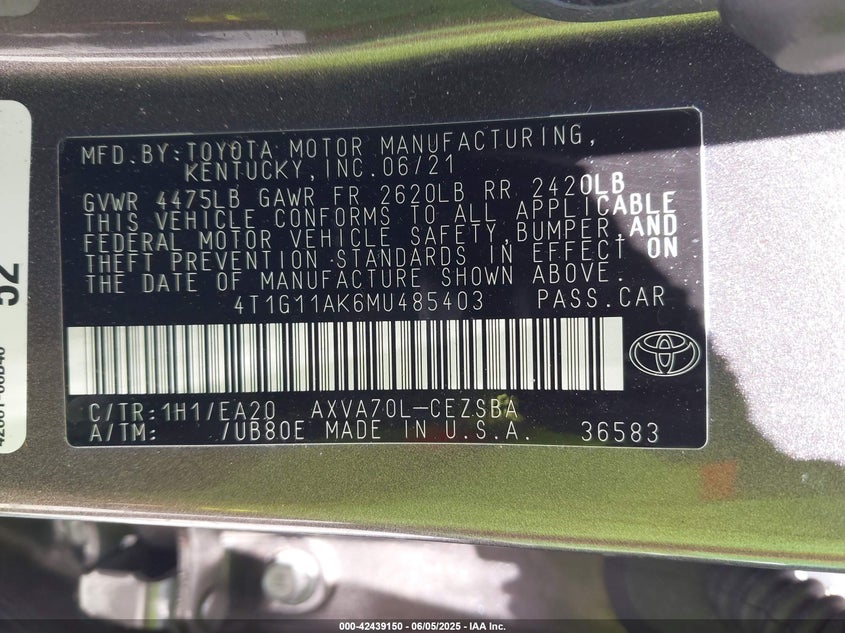 MFD.BY:TOYOTA MOTOR MANUFACTURING,
KENTUCKY,INC.06/21
GVWR 4475LB GAWR FR 2620LB RR 2420LB
THIS VEHICLE CONFORMS TO ALL APPLICABLE
FEDERAL MOTOR VEHICLE SAFETY,BUMPER,AND
THEFT PREVENTION STANDARDS IN EFFECT ON
THE DATE OF MANUFACTURE SHOWN ABOVE.
4T1G11AK6MU485403 PASS.CAR
C/TR:1H1/EA20 AXVA70L-CEZSBA
A/TM: /UB80E MADE IN U.S.A. 36583
52
000-42439150 - 06/05/2025 - IAA Inc.